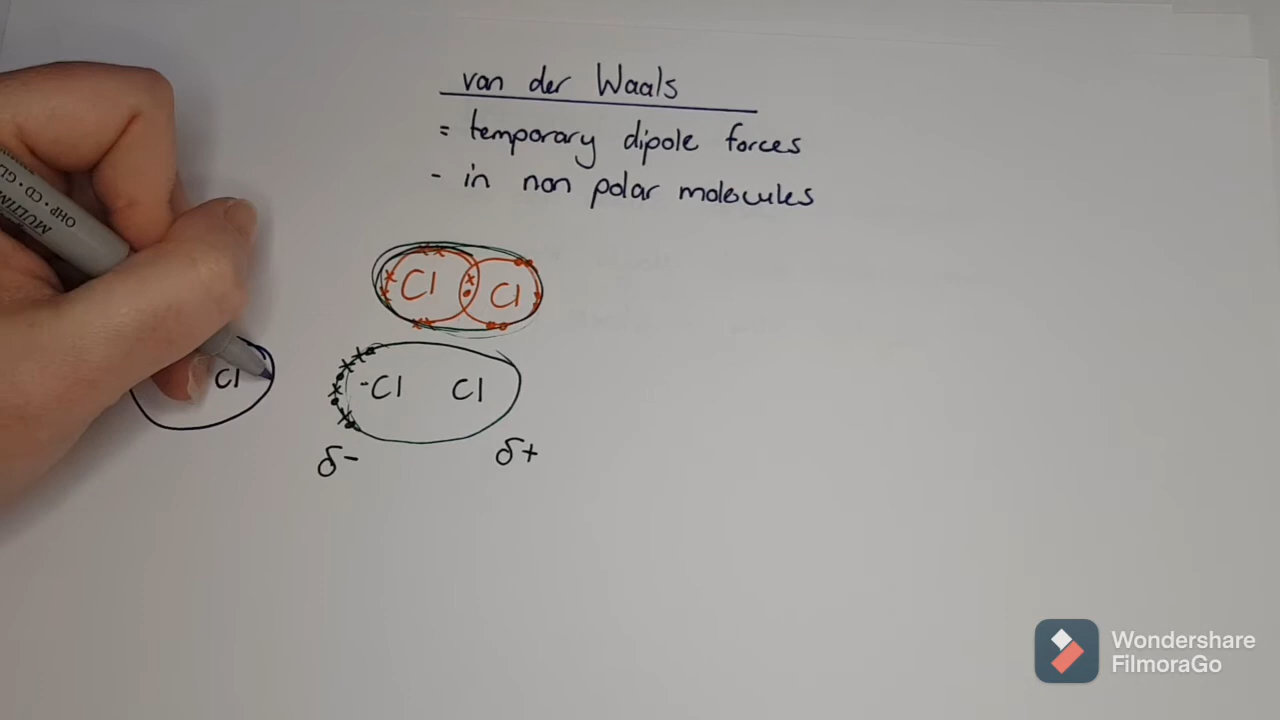 van der Waals
= temporary dipole forces
- in non polar molecules
Cl Cl
Cl
-Cl Cl
δ- δ+
OHP • CD •
Wondershare
FilmoraGo